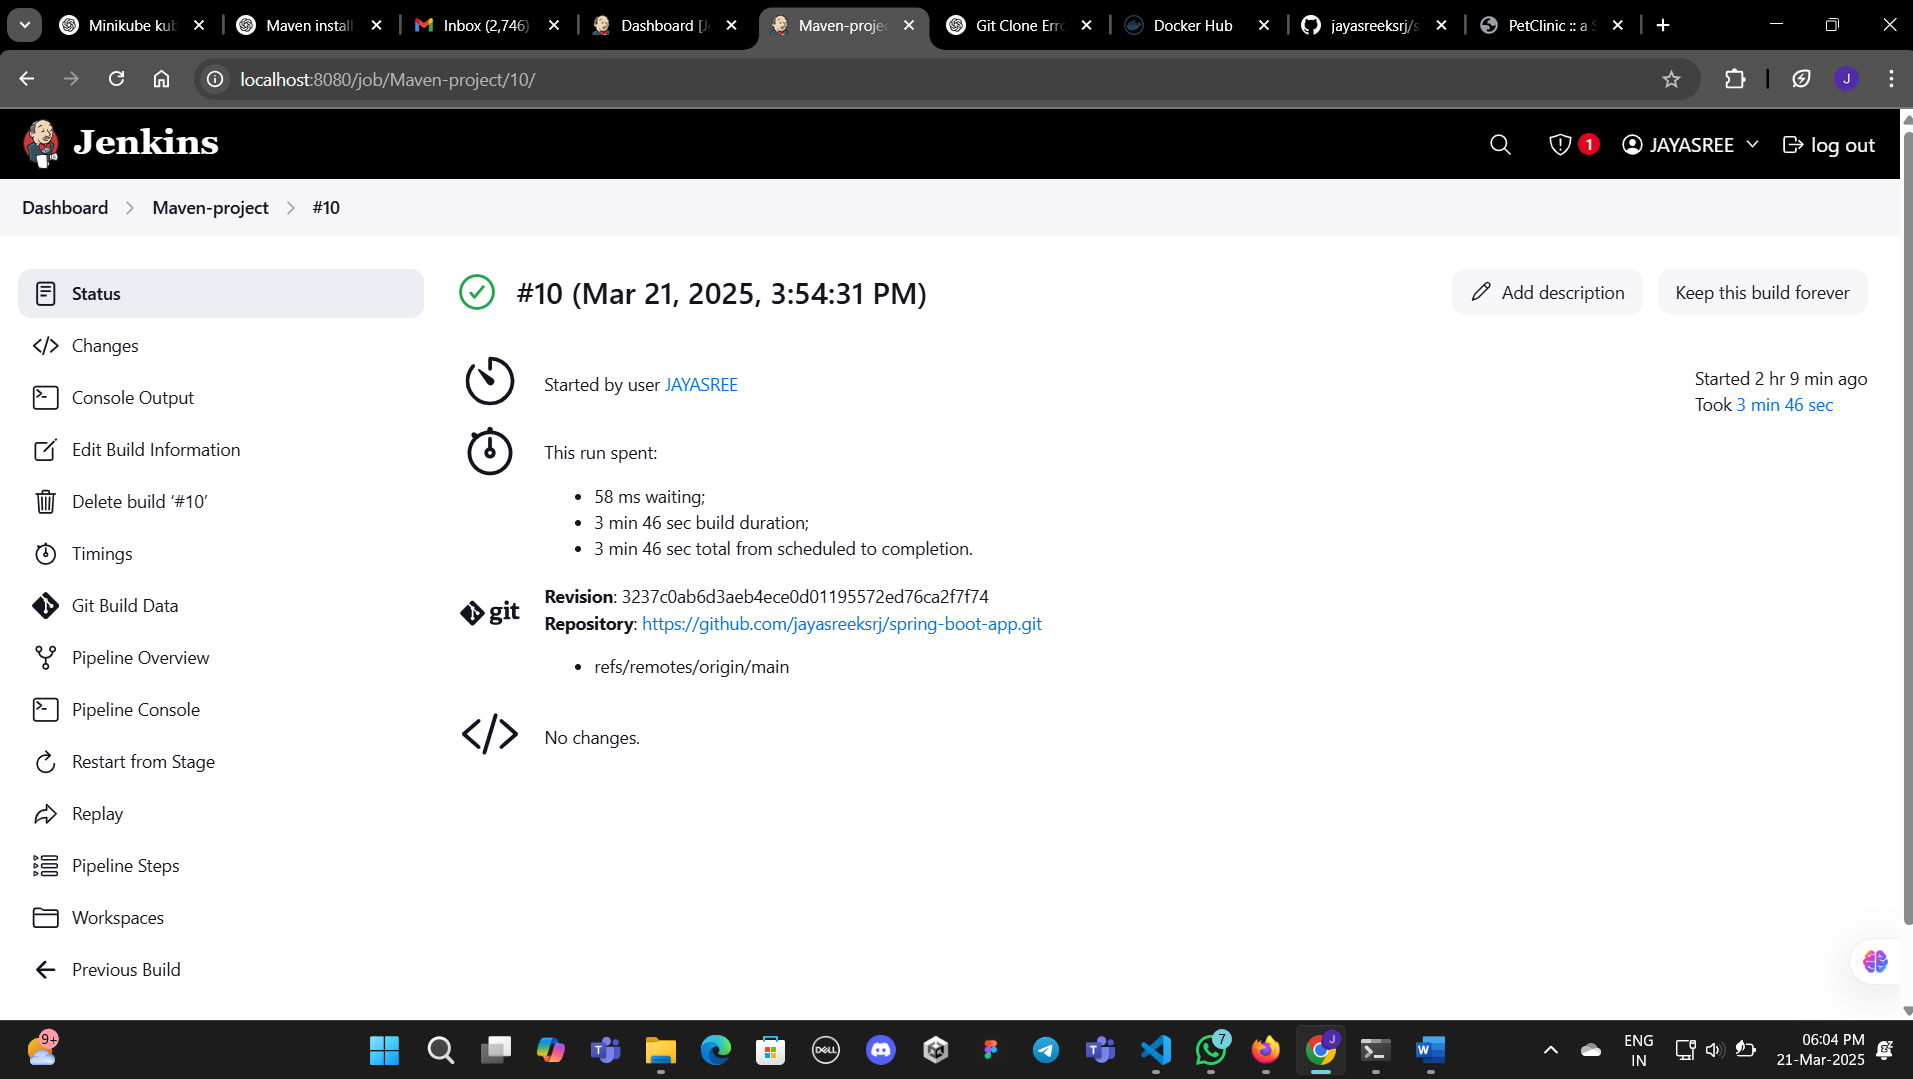 Minikube kub
Maven install
Inbox (2,746)
Dashboard [J
Maven-projec
Git Clone Erro
Docker Hub
jayasreeksrj/s
PetClinic :: a S
localhost:8080/job/Maven-project/10/
J
Jenkins
1
JAYASREE
log out
Dashboard
Maven-project
#10
Status
Changes
Console Output
Edit Build Information
Delete build ‘#10’
Timings
Git Build Data
Pipeline Overview
Pipeline Console
Restart from Stage
Replay
Pipeline Steps
Workspaces
Previous Build
#10 (Mar 21, 2025, 3:54:31 PM)
Add description
Keep this build forever
Started by user JAYASREE
Started 2 hr 9 min ago
Took 3 min 46 sec
This run spent:
58 ms waiting;
3 min 46 sec build duration;
3 min 46 sec total from scheduled to completion.
git
Revision: 3237c0ab6d3aeb4ece0d01195572ed76ca2f7f74
Repository: https://github.com/jayasreeksrj/spring-boot-app.git
refs/remotes/origin/main
No changes.
9+
DELL
7
J
ENG
IN
06:04 PM
21-Mar-2025